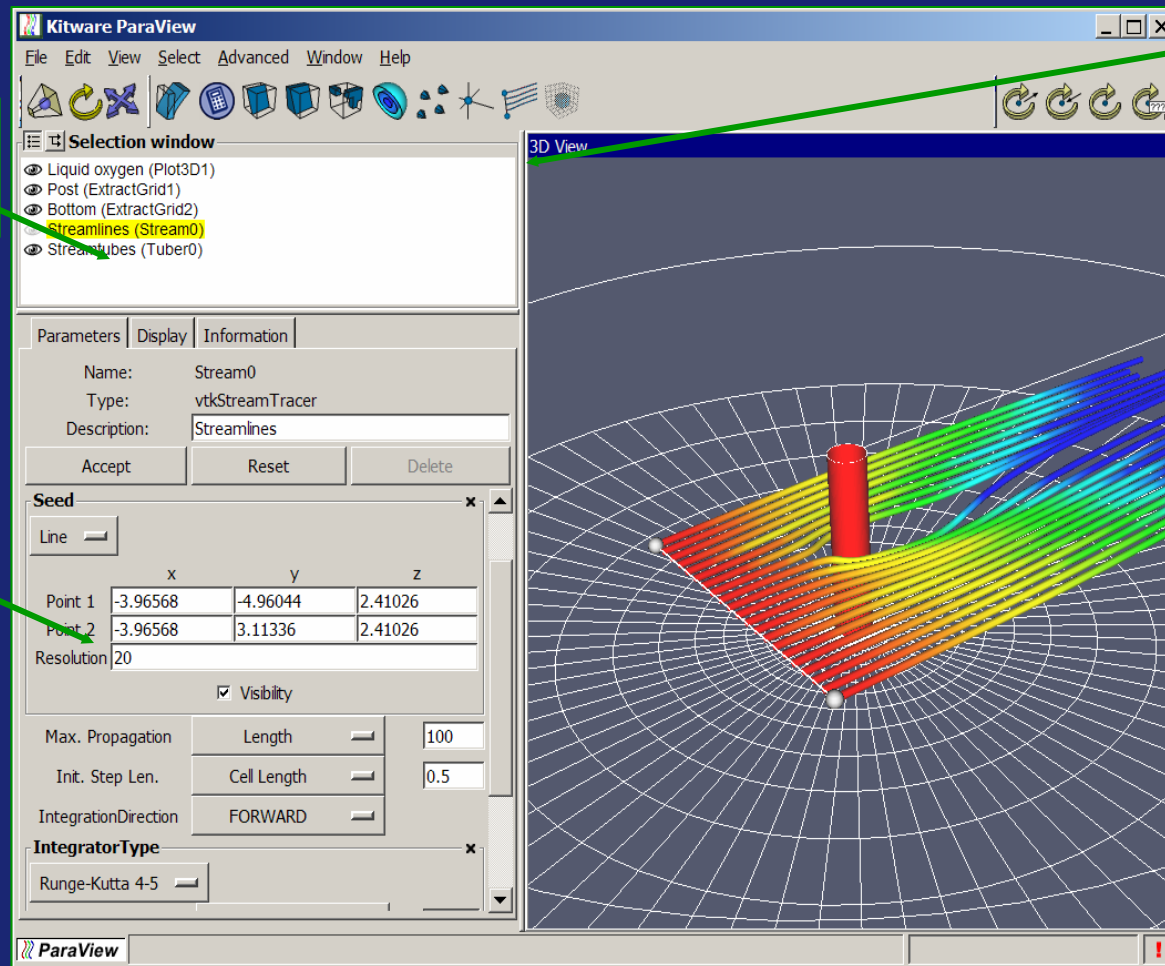 Kitware ParaView
File Edit View Select Advanced Window Help
???
Selection window
3D View
Liquid oxygen (Plot3D1)
Post (ExtractGrid1)
Bottom (ExtractGrid2)
Streamlines (Stream0)
Streamtubes (Tuber0)
Parameters Display Information
Name: Stream0
Type: vtkStreamTracer
Description: Streamlines
Accept Reset Delete
Seed
Line
x y z
Point 1 -3.96568 -4.96044 2.41026
Point 2 -3.96568 3.11336 2.41026
Resolution 20
Visibility
Max. Propagation Length 100
Init. Step Len. Cell Length 0.5
IntegrationDirection FORWARD
IntegratorType
Runge-Kutta 4-5
ParaView
!